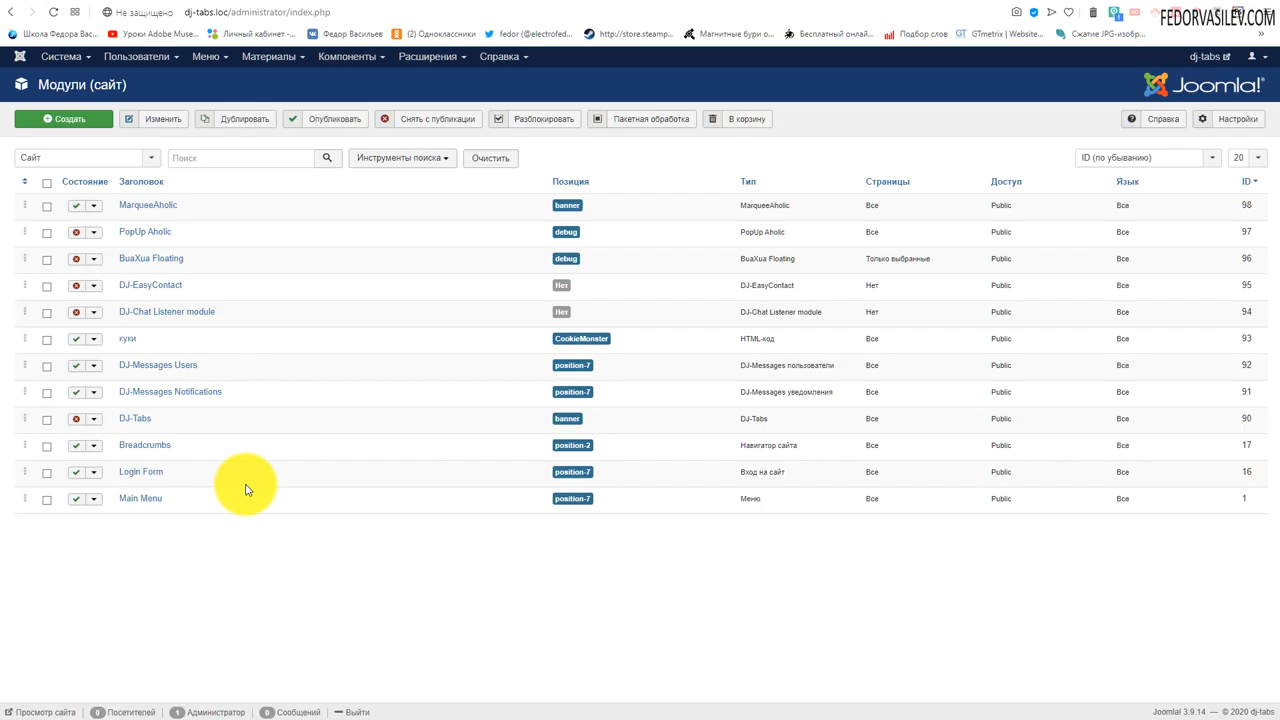 Не защищено dj-tabs.loc/administrator/index.php
FEDORVASILEV.COM
Школа Федора Вас... Уроки Adobe Muse... Личный кабинет -... Федор Васильев (2) Одноклассники fedor (@electrofed... http://store.steamp... Магнитные бури о... Бесплатный онлай... Подбор слов GTmetrix | Website... Сжатие JPG-изобр...
Система Пользователи Меню Материалы Компоненты Расширения Справка dj-tabs
Модули (сайт) Joomla!
Создать Изменить Дублировать Опубликовать Снять с публикации Разблокировать Пакетная обработка В корзину Справка Настройки
Сайт Поиск Инструменты поиска Очистить ID (по убыванию) 20
Состояние Заголовок Позиция Тип Страницы Доступ Язык ID
MarqueeAholic banner MarqueeAholic Все Public Все 98
PopUp Aholic debug PopUp Aholic Все Public Все 97
BuaXua Floating debug BuaXua Floating Только выбранные Public Все 96
DJ-EasyContact Нет DJ-EasyContact Нет Public Все 95
DJ-Chat Listener module Нет DJ-Chat Listener module Нет Public Все 94
куки CookieMonster HTML-код Все Public Все 93
DJ-Messages Users position-7 DJ-Messages пользователи Все Public Все 92
DJ-Messages Notifications position-7 DJ-Messages уведомления Все Public Все 91
DJ-Tabs banner DJ-Tabs Все Public Все 90
Breadcrumbs position-2 Навигатор сайта Все Public Все 17
Login Form position-7 Вход на сайт Все Public Все 16
Main Menu position-7 Меню Все Public Все 1
Просмотр сайта 0 Посетителей 1 Администратор 0 Сообщений Выйти Joomla! 3.9.14 — © 2020 dj-tabs